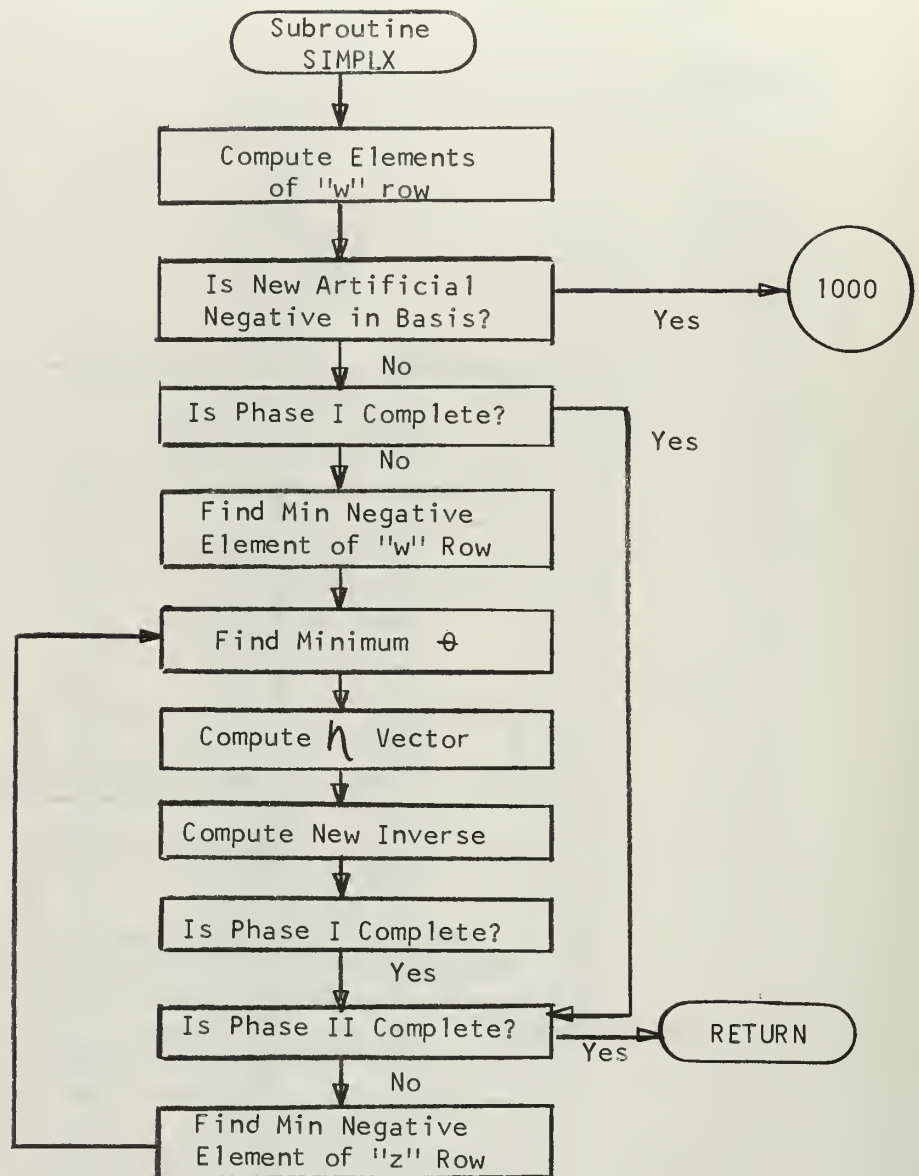 Subroutine
SIMPLX
Compute Elements
of "w" row
Is New Artificial
Negative in Basis?
Yes
1000
No
Is Phase I Complete?
Yes
No
Find Min Negative
Element of "w" Row
Find Minimum θ
Compute η Vector
Compute New Inverse
Is Phase I Complete?
Yes
Is Phase II Complete?
Yes
RETURN
No
Find Min Negative
Element of "z" Row